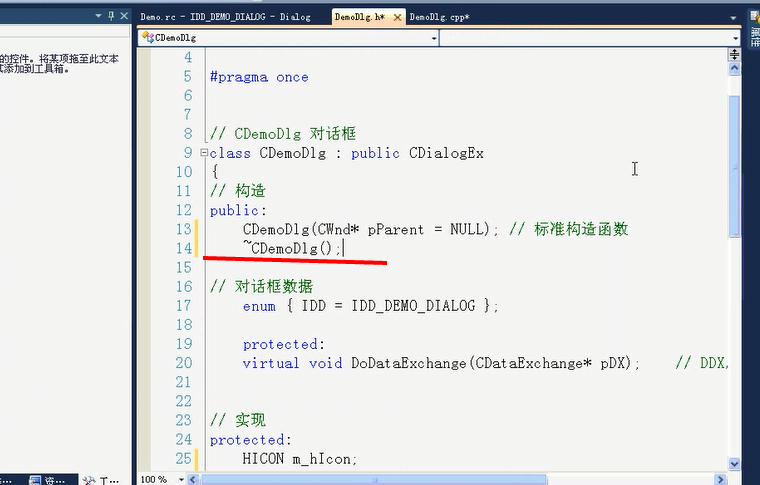 Demo.rc - IDD_DEMO_DIALOG - Dialog
DemoDlg.h*
DemoDlg.cpp*
的控件。将某项拖至此文本
其添加到工具箱。
CDemoDlg
4
5 #pragma once
6
7
8 // CDemoDlg 对话框
9 class CDemoDlg : public CDialogEx
10 {
11 // 构造
12 public:
13 CDemoDlg(CWnd* pParent = NULL); // 标准构造函数
14 ~CDemoDlg();
15
16 // 对话框数据
17 enum { IDD = IDD_DEMO_DIALOG };
18
19 protected:
20 virtual void DoDataExchange(CDataExchange* pDX); // DDX,
21
22
23 // 实现
24 protected:
25 HICON m_hIcon;
资...
工...
100 %